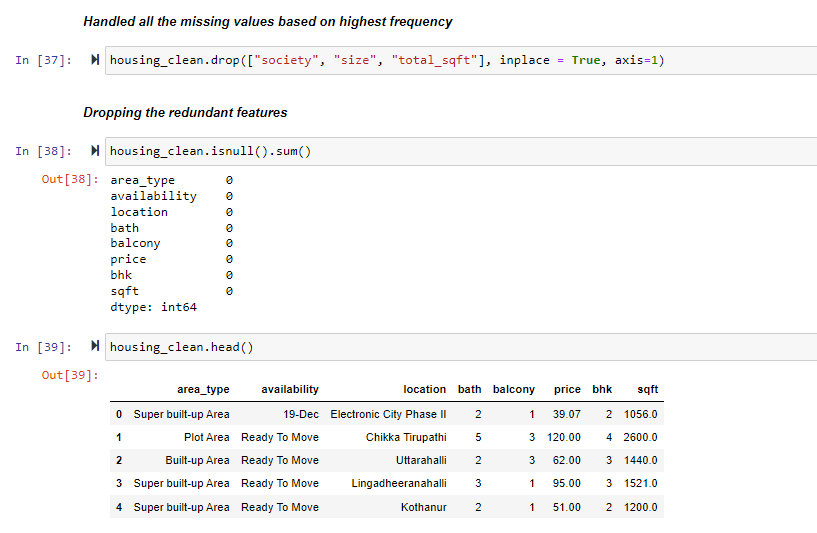 Handled all the missing values based on highest frequency
In [37]: housing_clean.drop(["society", "size", "total_sqft"], inplace = True, axis=1)
Dropping the redundant features
In [38]: housing_clean.isnull().sum()
Out[38]: area_type 0
availability 0
location 0
bath 0
balcony 0
price 0
bhk 0
sqft 0
dtype: int64
In [39]: housing_clean.head()
Out[39]:
area_type availability location bath balcony price bhk sqft
0 Super built-up Area 19-Dec Electronic City Phase II 2 1 39.07 2 1056.0
1 Plot Area Ready To Move Chikka Tirupathi 5 3 120.00 4 2600.0
2 Built-up Area Ready To Move Uttarahalli 2 3 62.00 3 1440.0
3 Super built-up Area Ready To Move Lingadheeranahalli 3 1 95.00 3 1521.0
4 Super built-up Area Ready To Move Kothanur 2 1 51.00 2 1200.0